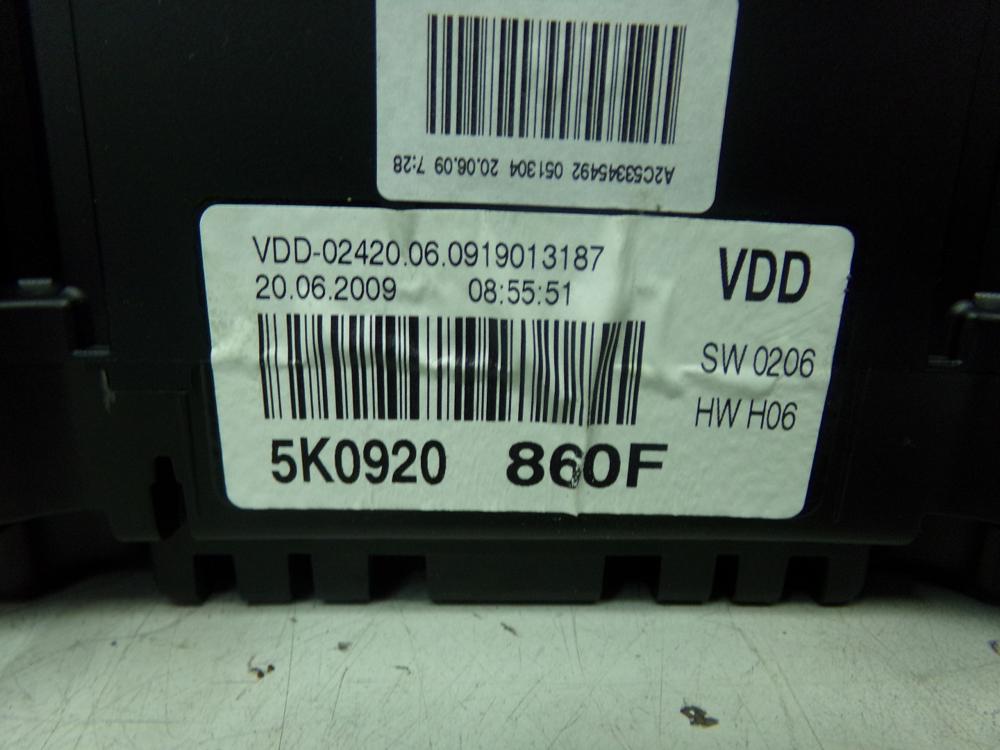 A2C53345492 051304 20.06.09 7:28
VDD-02420.06.0919013187
20.06.2009 08:55:51
VDD
SW 0206
HW H06
5K0920 860F